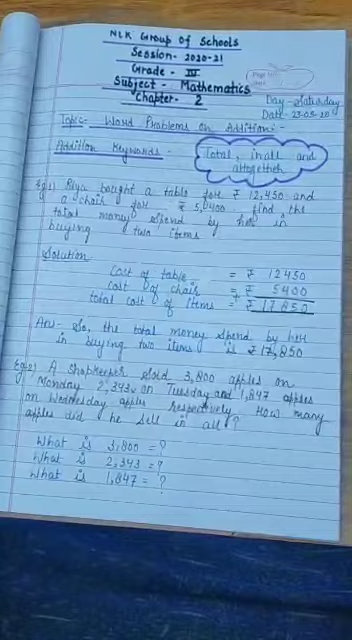 NLK Group of Schools
Session- 2020-21
Grade - IV
Subject - Mathematics
Chapter- 2
Day - Saturday
Date - 23-05-20
Topic- Word Problems on Addition:-
Addition Keywords -
Total, inall and
altogether
Eg:1) Riya bought a table for ₹ 12,450 and
a chair for ₹ 5,0400. find the
total money spend by her in
buying two items
Solution
Cost of table = ₹ 12450
cost of chair = ₹ 5400
total cost of items = ₹ 17850
Ans- So, the total money spend by her
in buying two items is ₹ 17,850
Eg:2) A Shopkeeper sold 3,800 apples on
Monday 2,343 on Tuesday and 1,847 apples
on Wednesday apples respectively. How many
apples did he sell in all?
What is 3,800 = ?
What is 2,343 = ?
What is 1,847 = ?